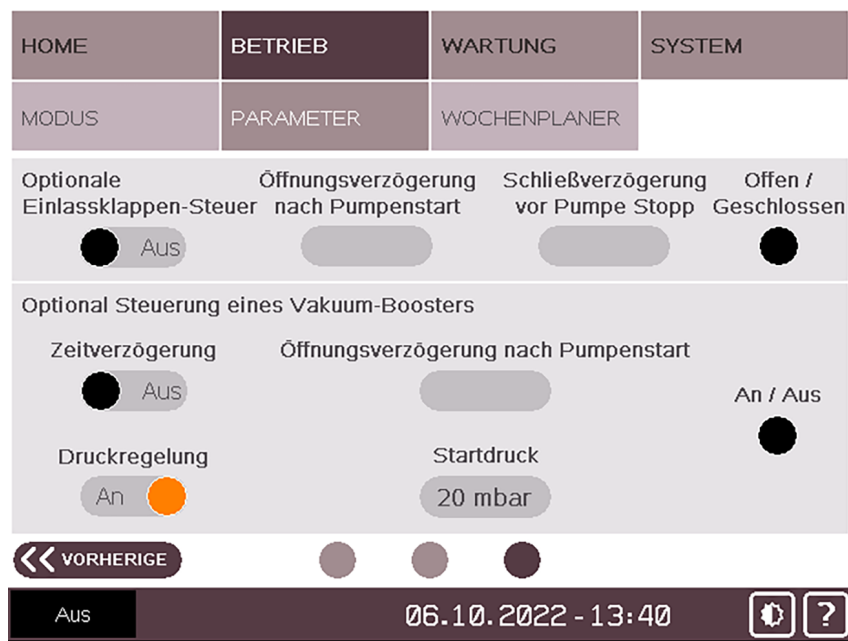 HOME BETRIEB WARTUNG SYSTEM
MODUS PARAMETER WOCHENPLANER
Optionale Öffnungsverzögerung Schließverzögerung Offen /
Einlassklappen-Steuer nach Pumpenstart vor Pumpe Stopp Geschlossen
Aus
Optional Steuerung eines Vakuum-Boosters
Zeitverzögerung Öffnungsverzögerung nach Pumpenstart
Aus An / Aus
Druckregelung Startdruck
An 20 mbar
VORHERIGE
Aus 06.10.2022 - 13:40 ?